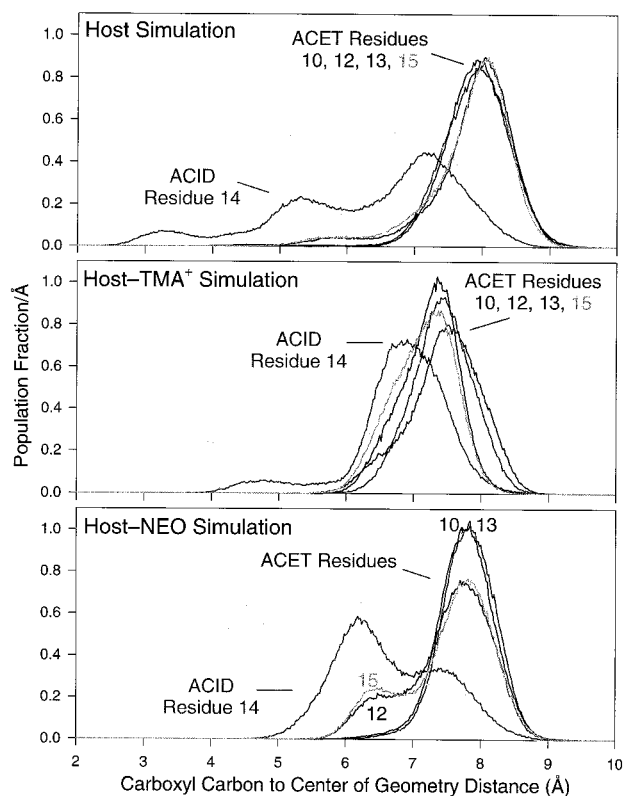 Host Simulation
ACET Residues
10, 12, 13, 15
ACID
Residue 14
0.0
0.2
0.4
0.6
0.8
1.0
Host–TMA+ Simulation
ACET Residues
10, 12, 13, 15
ACID
Residue 14
0.0
0.2
0.4
0.6
0.8
1.0
Population Fraction/Å
Host–NEO Simulation
10, 13
ACET Residues
15
12
ACID
Residue 14
0.0
0.2
0.4
0.6
0.8
1.0
2 3 4 5 6 7 8 9 10
Carboxyl Carbon to Center of Geometry Distance (Å)